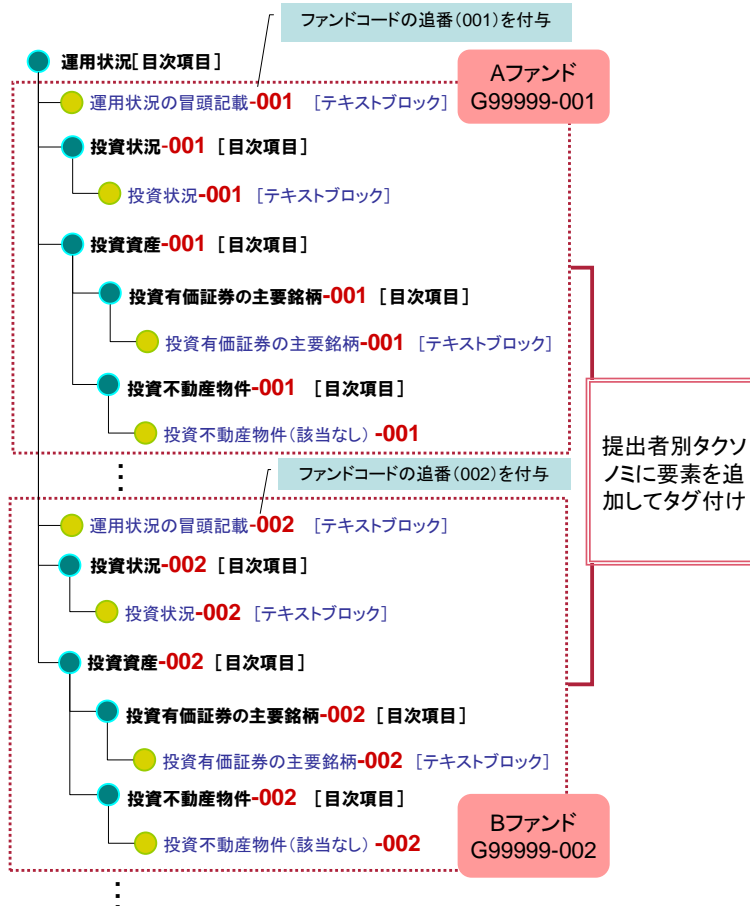 ファンドコードの追番(001)を付与
運用状況[目次項目]
Aファンド
G99999-001
運用状況の冒頭記載-001 [テキストブロック]
投資状況-001 [目次項目]
投資状況-001 [テキストブロック]
投資資産-001 [目次項目]
投資有価証券の主要銘柄-001 [目次項目]
投資有価証券の主要銘柄-001 [テキストブロック]
投資不動産物件-001 [目次項目]
投資不動産物件(該当なし)-001
提出者別タクソ
ノミに要素を追
加してタグ付け
ファンドコードの追番(002)を付与
運用状況の冒頭記載-002 [テキストブロック]
投資状況-002 [目次項目]
投資状況-002 [テキストブロック]
投資資産-002 [目次項目]
投資有価証券の主要銘柄-002 [目次項目]
投資有価証券の主要銘柄-002 [テキストブロック]
投資不動産物件-002 [目次項目]
投資不動産物件(該当なし)-002
Bファンド
G99999-002